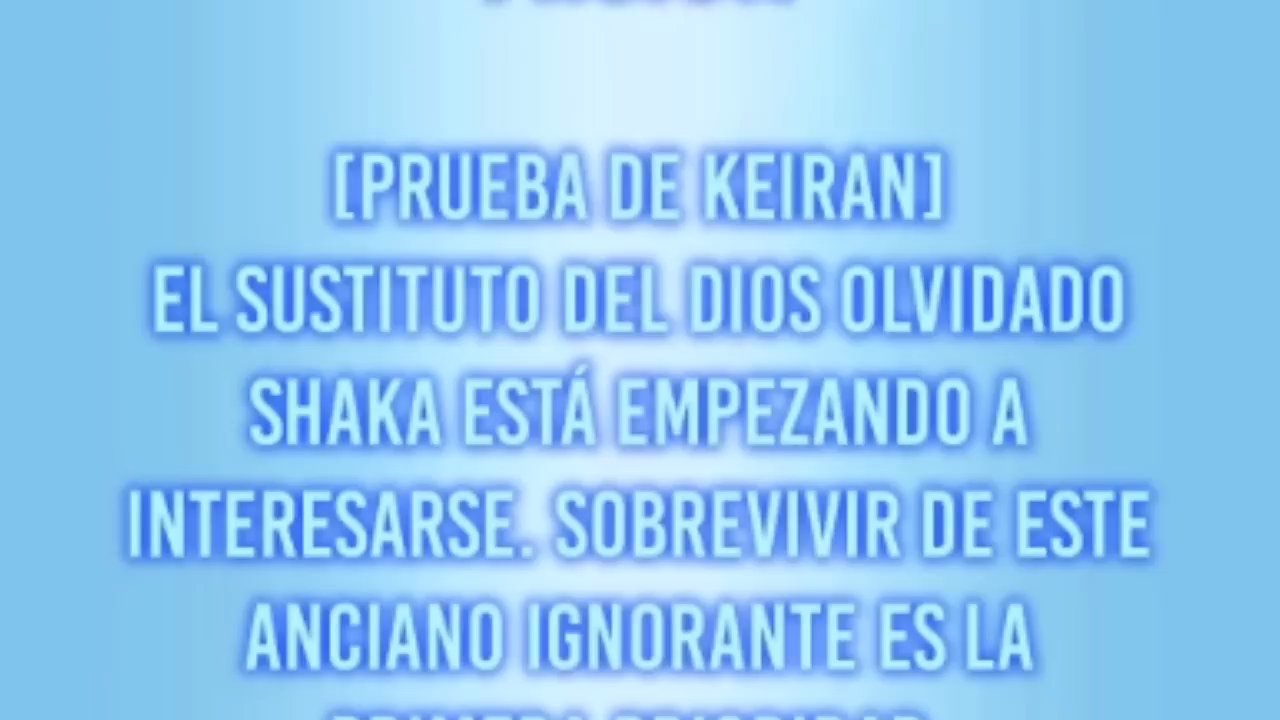 [PRUEBA DE KEIRAN]
EL SUSTITUTO DEL DIOS OLVIDADO
SHAKA ESTÁ EMPEZANDO A
INTERESARSE. SOBREVIVIR DE ESTE
ANCIANO IGNORANTE ES LA